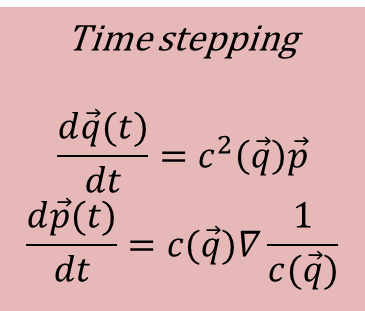 Time stepping
dq⃗(t)/dt = c²(q⃗)p⃗
dp⃗(t)/dt = c(q⃗)∇ 1/c(q⃗)